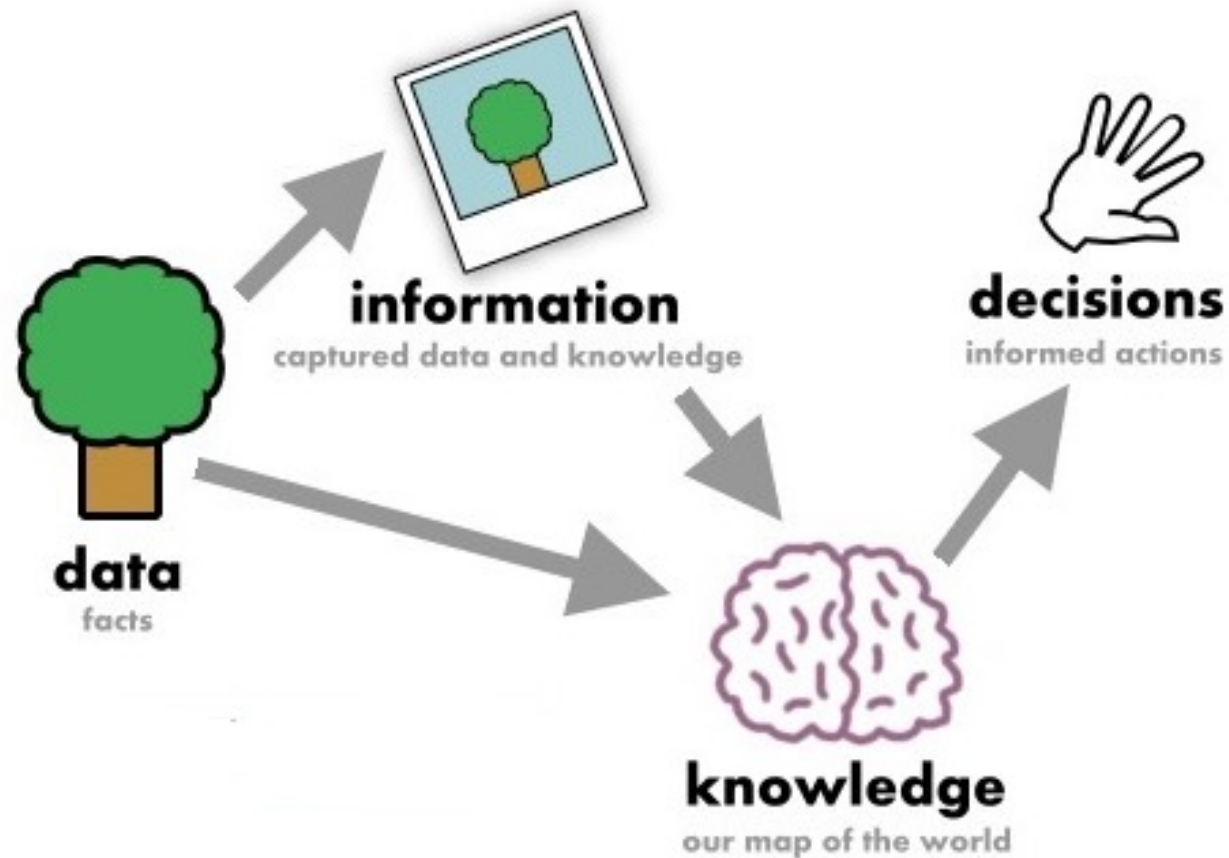 information
captured data and knowledge
decisions
informed actions
data
facts
knowledge
our map of the world